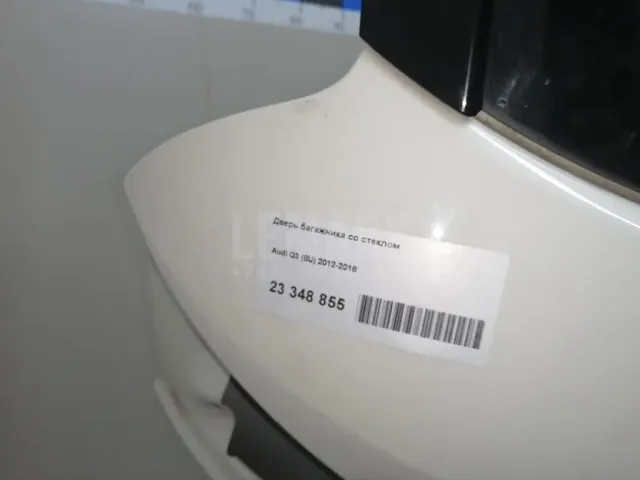 Дверь багажника со стеклом
Audi Q3 (8U) 2012-2018
23 348 855